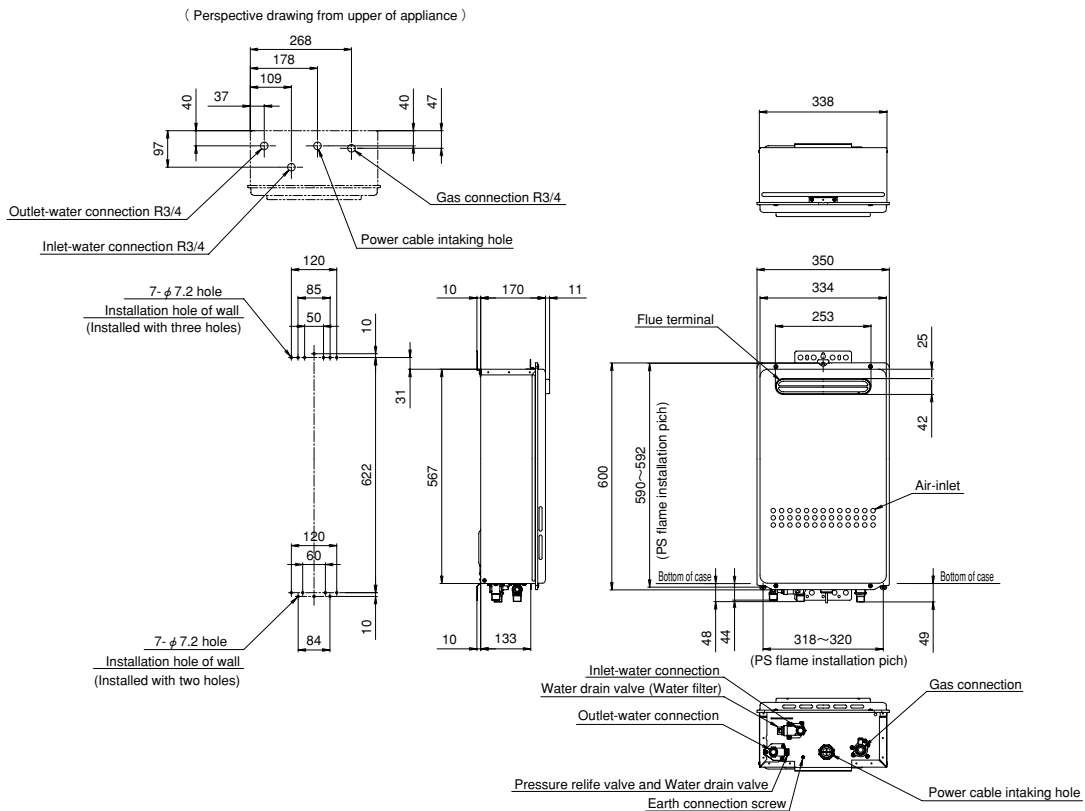 ( Perspective drawing from upper of appliance )
268
178
109
37
40
97
40
47
Outlet-water connection R3/4
Inlet-water connection R3/4
Gas connection R3/4
Power cable intaking hole
338
120
7- φ 7.2 hole
Installation hole of wall
(Installed with three holes)
85
50
10
31
622
120
60
84
10
7- φ 7.2 hole
Installation hole of wall
(Installed with two holes)
10
170
11
567
10
133
350
334
253
Flue terminal
25
42
600
590～592
(PS flame installation pich)
Air-inlet
Bottom of case
Bottom of case
48
44
49
318～320
(PS flame installation pich)
Inlet-water connection
Water drain valve (Water filter)
Outlet-water connection
Gas connection
Pressure relife valve and Water drain valve
Earth connection screw
Power cable intaking hole